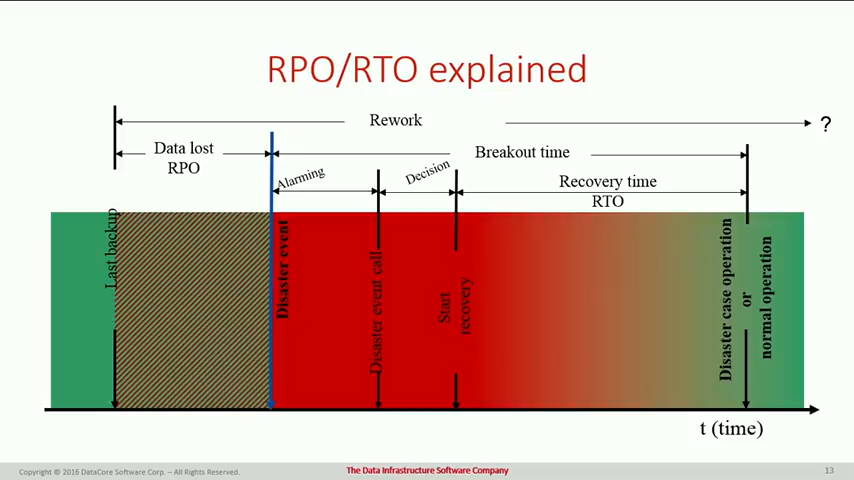 RPO/RTO explained
Rework
?
Data lost
RPO
Breakout time
Alarming
Decision
Recovery time
RTO
Last backup
Disaster event
Disaster event call
Start
recovery
Disaster case operation
or
normal operation
t (time)
Copyright © 2016 DataCore Software Corp. – All Rights Reserved.
The Data Infrastructure Software Company
13